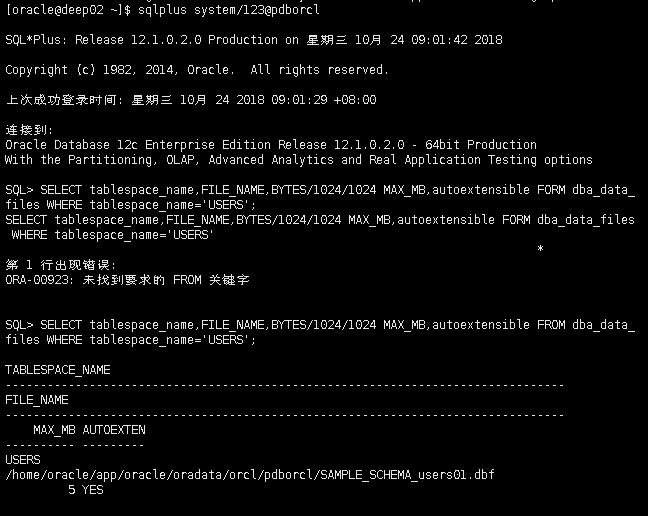 [oracle@deep02 ~]$ sqlplus system/123@pdborcl
SQL*Plus: Release 12.1.0.2.0 Production on 星期三 10月 24 09:01:42 2018
Copyright (c) 1982, 2014, Oracle.  All rights reserved.
上次成功登录时间: 星期三 10月 24 2018 09:01:29 +08:00
连接到:
Oracle Database 12c Enterprise Edition Release 12.1.0.2.0 - 64bit Production
With the Partitioning, OLAP, Advanced Analytics and Real Application Testing options
SQL> SELECT tablespace_name,FILE_NAME,BYTES/1024/1024 MAX_MB,autoextensible FORM dba_data_
files WHERE tablespace_name='USERS';
SELECT tablespace_name,FILE_NAME,BYTES/1024/1024 MAX_MB,autoextensible FORM dba_data_files
 WHERE tablespace_name='USERS'
*
第 1 行出现错误:
ORA-00923: 未找到要求的 FROM 关键字
SQL> SELECT tablespace_name,FILE_NAME,BYTES/1024/1024 MAX_MB,autoextensible FROM dba_data_
files WHERE tablespace_name='USERS';
TABLESPACE_NAME
---------------------------------------------------------------------------
FILE_NAME
---------------------------------------------------------------------------
    MAX_MB AUTOEXTEN
---------- ---------
USERS
/home/oracle/app/oracle/oradata/orcl/pdborcl/SAMPLE_SCHEMA_users01.dbf
         5 YES